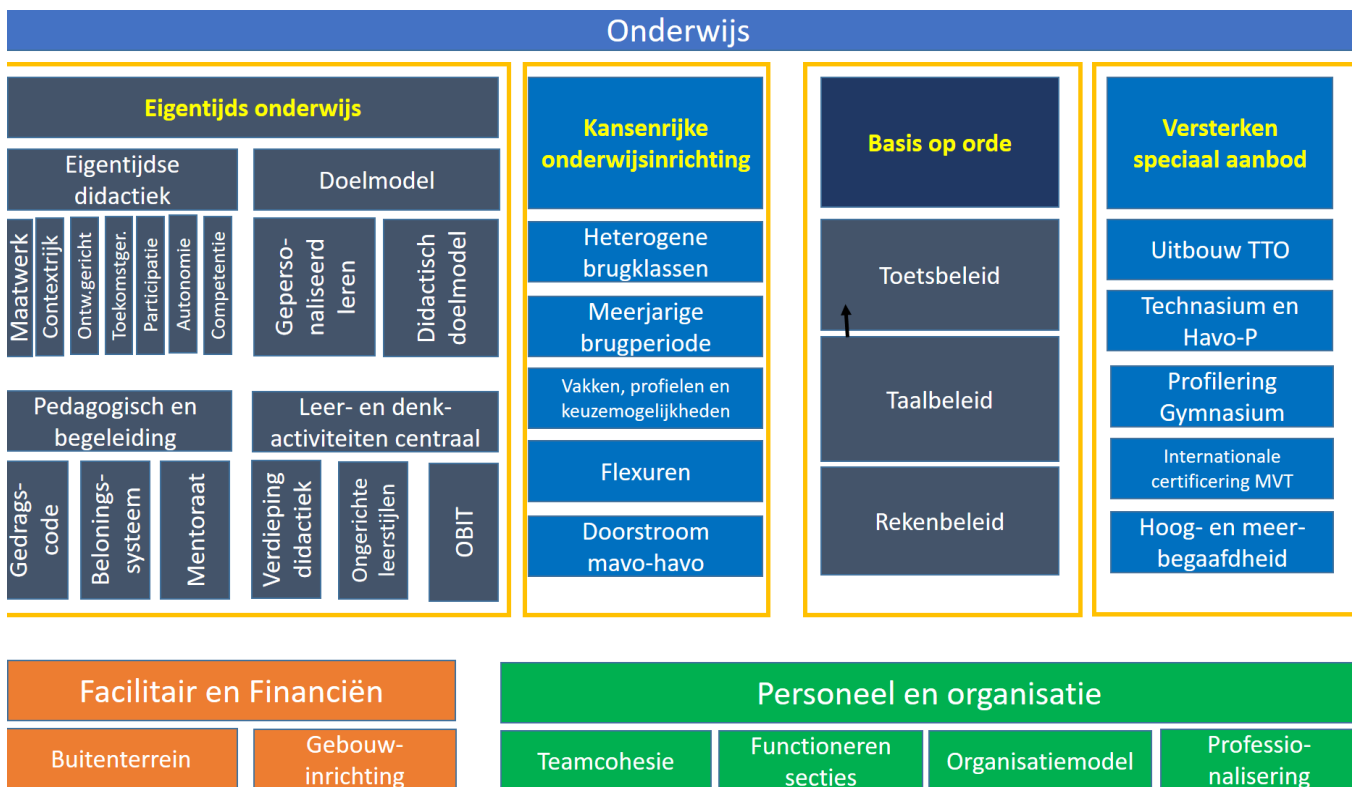 Onderwijs
Eigentijds onderwijs
Eigentijdse
didactiek
Doelmodel
Maatwerk
Contextrijk
Ontw.gericht
Toekomstger.
Participatie
Autonomie
Competentie
Geperso-
naliseerd
leren
Didactisch
doelmodel
Pedagogisch en
begeleiding
Leer- en denk-
activiteiten centraal
Gedrags-
code
Belonings-
systeem
Mentoraat
Verdieping
didactiek
Ongerichte
leerstijlen
OBIT
Kansenrijke
onderwijsinrichting
Heterogene
brugklassen
Meerjarige
brugperiode
Vakken, profielen en
keuzemogelijkheden
Flexuren
Doorstroom
mavo-havo
Basis op orde
Toetsbeleid
Taalbeleid
Rekenbeleid
Versterken
speciaal aanbod
Uitbouw TTO
Technasium en
Havo-P
Profilering
Gymnasium
Internationale
certificering MVT
Hoog- en meer-
begaafdheid
Facilitair en Financiën
Buitenterrein
Gebouw-
inrichting
Personeel en organisatie
Teamcohesie
Functioneren
secties
Organisatiemodel
Professio-
nalisering